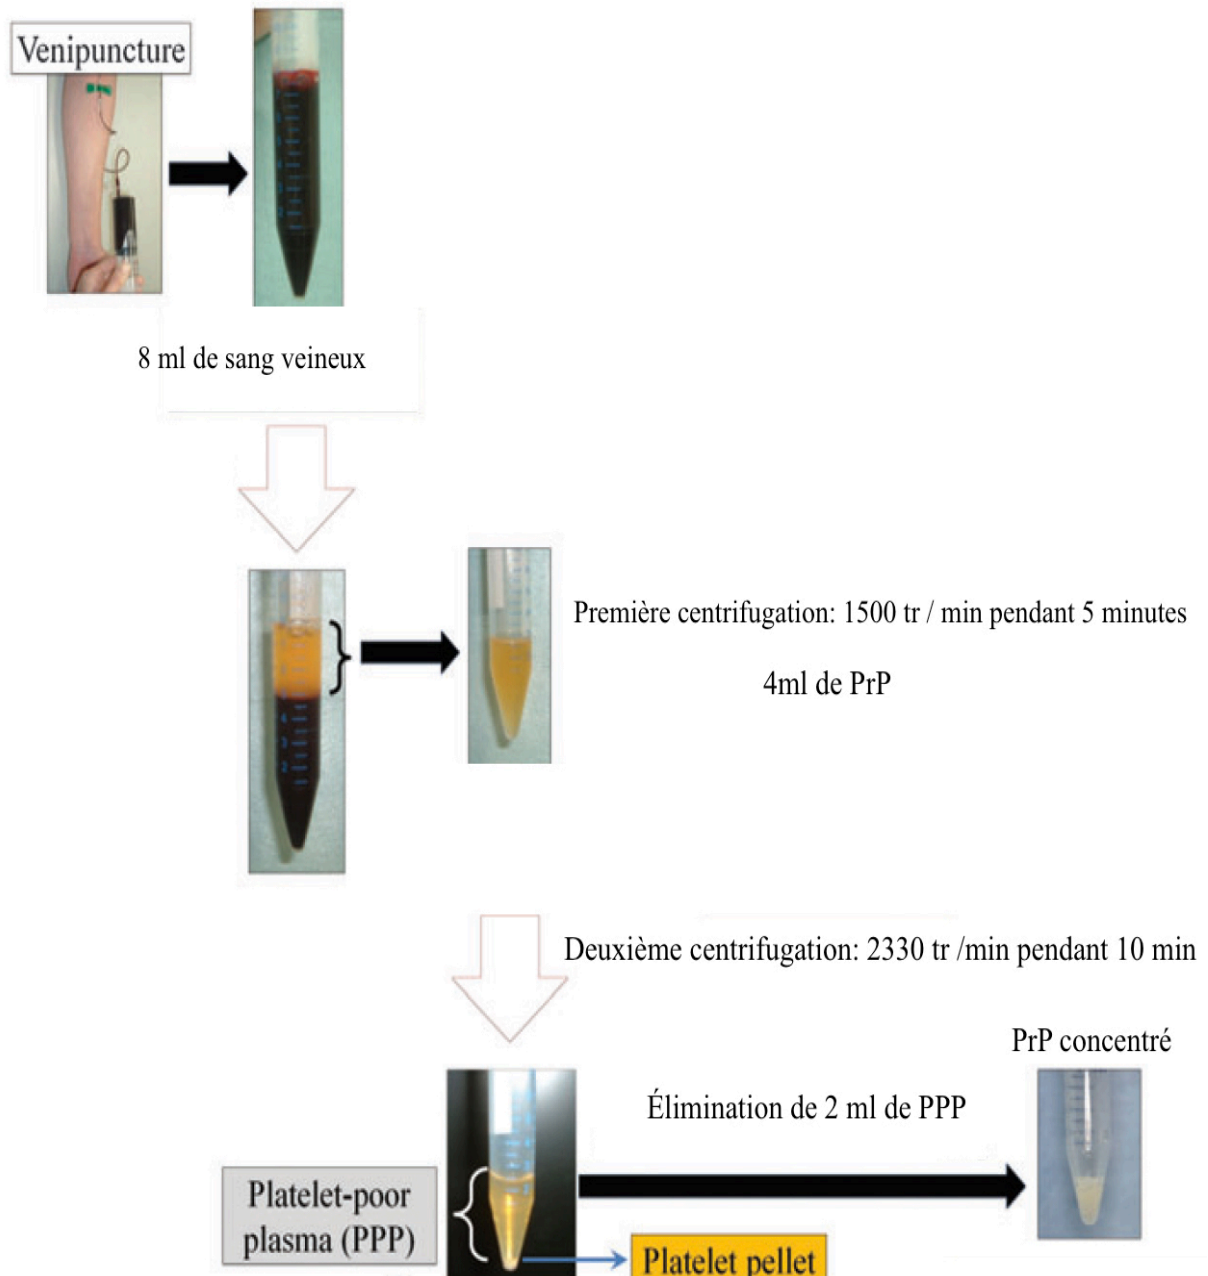 Venipuncture
8 ml de sang veineux
Première centrifugation: 1500 tr / min pendant 5 minutes
4ml de PrP
Deuxième centrifugation: 2330 tr /min pendant 10 min
PrP concentré
Élimination de 2 ml de PPP
Platelet-poor
plasma (PPP)
Platelet pellet